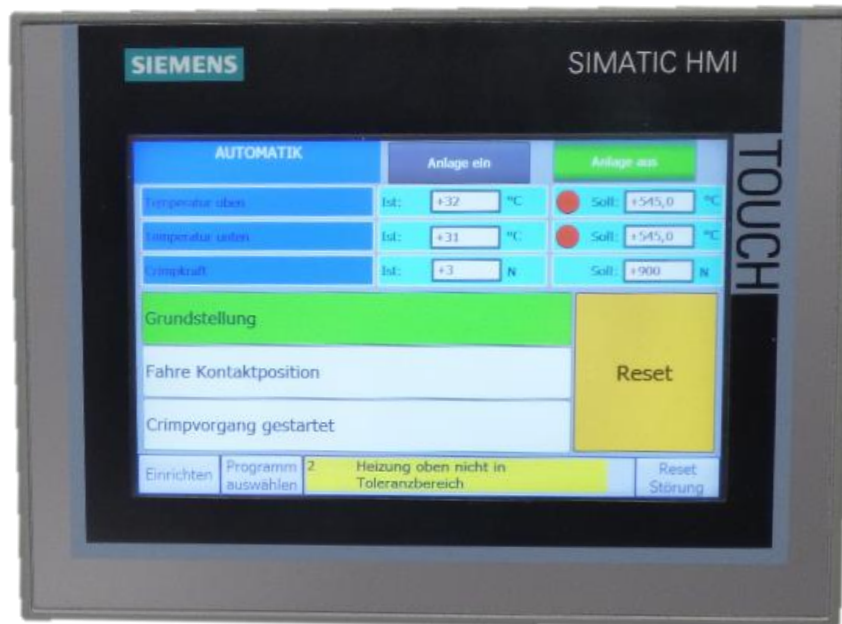 SIEMENS
SIMATIC HMI
TOUCH
AUTOMATIK
Anlage ein
Anlage aus
Temperatur oben Ist: +32 °C Soll: +545,0 °C
Temperatur unten Ist: +31 °C Soll: +545,0 °C
Crimpkraft Ist: +3 N Soll: +900 N
Grundstellung
Fahre Kontaktposition
Crimpvorgang gestartet
Reset
Einrichten
Programm
auswählen
2 Heizung oben nicht in
Toleranzbereich
Reset
Störung